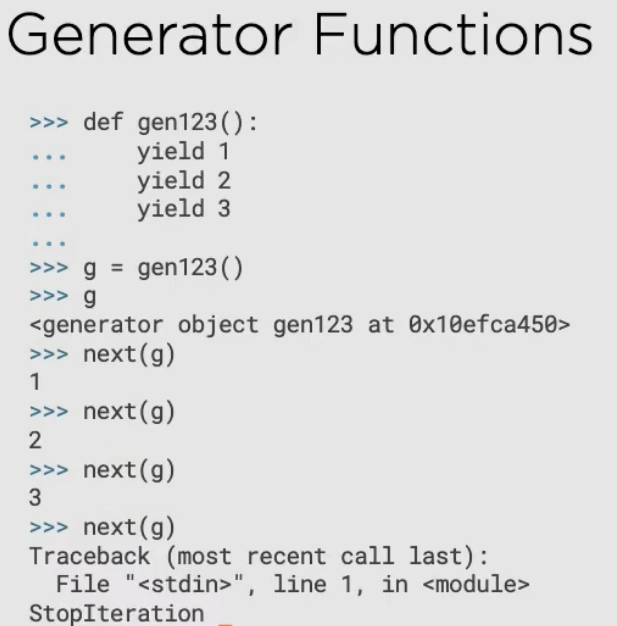 Generator Functions
>>> def gen123():
...     yield 1
...     yield 2
...     yield 3
...
>>> g = gen123()
>>> g
<generator object gen123 at 0x10efca450>
>>> next(g)
1
>>> next(g)
2
>>> next(g)
3
>>> next(g)
Traceback (most recent call last):
  File "<stdin>", line 1, in <module>
StopIteration